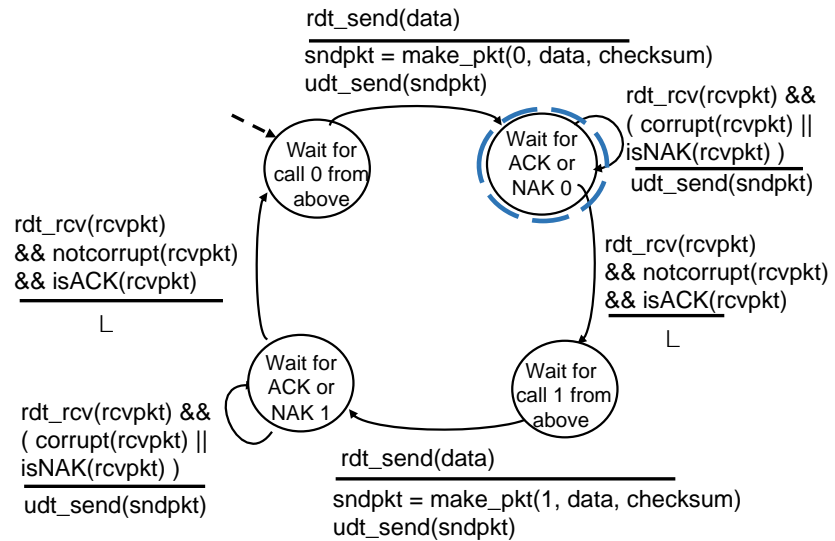 rdt_send(data)
sndpkt = make_pkt(0, data, checksum)
udt_send(sndpkt)
rdt_rcv(rcvpkt) &&
( corrupt(rcvpkt) ||
isNAK(rcvpkt) )
udt_send(sndpkt)
Wait for
call 0 from
above
Wait for
ACK or
NAK 0
rdt_rcv(rcvpkt)
&& notcorrupt(rcvpkt)
&& isACK(rcvpkt)
L
rdt_rcv(rcvpkt)
&& notcorrupt(rcvpkt)
&& isACK(rcvpkt)
L
Wait for
ACK or
NAK 1
Wait for
call 1 from
above
rdt_rcv(rcvpkt) &&
( corrupt(rcvpkt) ||
isNAK(rcvpkt) )
udt_send(sndpkt)
rdt_send(data)
sndpkt = make_pkt(1, data, checksum)
udt_send(sndpkt)